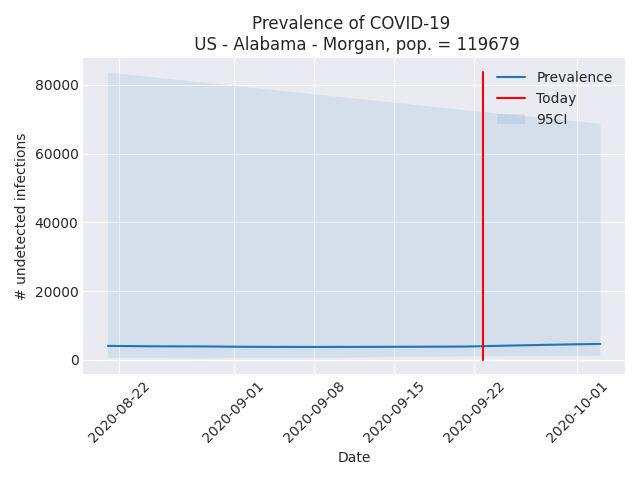 Prevalence of COVID-19
US - Alabama - Morgan, pop. = 119679
Prevalence
Today
95CI
# undetected infections
80000
60000
40000
20000
0
2020-08-22
2020-09-01
2020-09-08
2020-09-15
2020-09-22
2020-10-01
Date